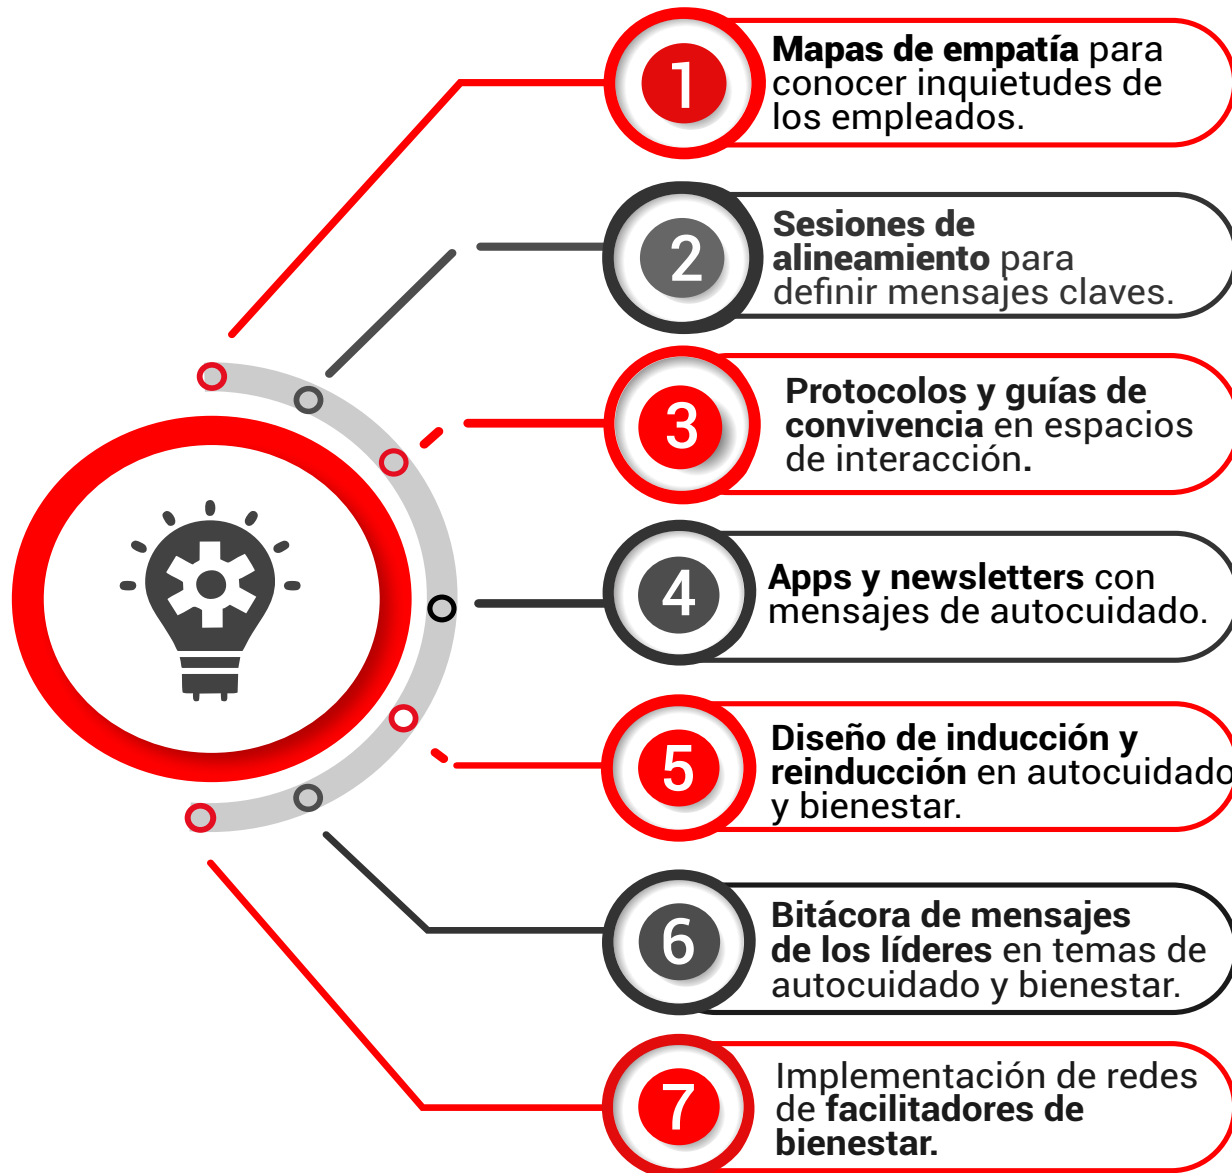 1
Mapas de empatía para
conocer inquietudes de
los empleados.
2
Sesiones de
alineamiento para
definir mensajes claves.
3
Protocolos y guías de
convivencia en espacios
de interacción.
4
Apps y newsletters con
mensajes de autocuidado.
5
Diseño de inducción y
reinducción en autocuidado
y bienestar.
6
Bitácora de mensajes
de los líderes en temas de
autocuidado y bienestar.
7
Implementación de redes
de facilitadores de
bienestar.